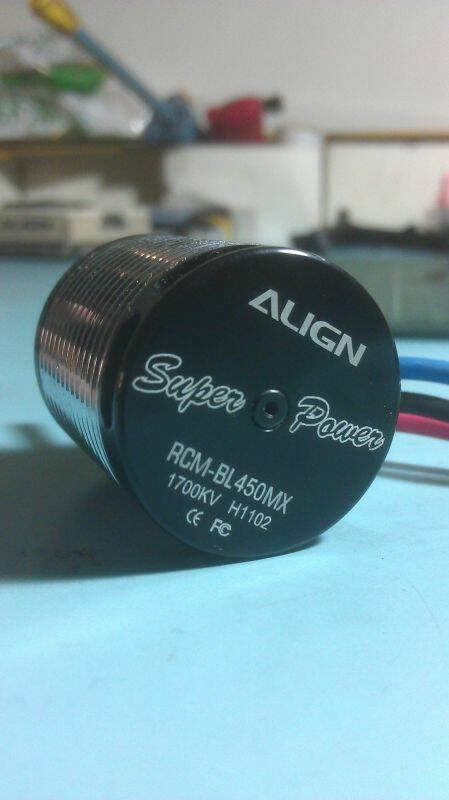 ALIGN
Super Power
RCM-BL450MX
1700KV H1102
CE FC